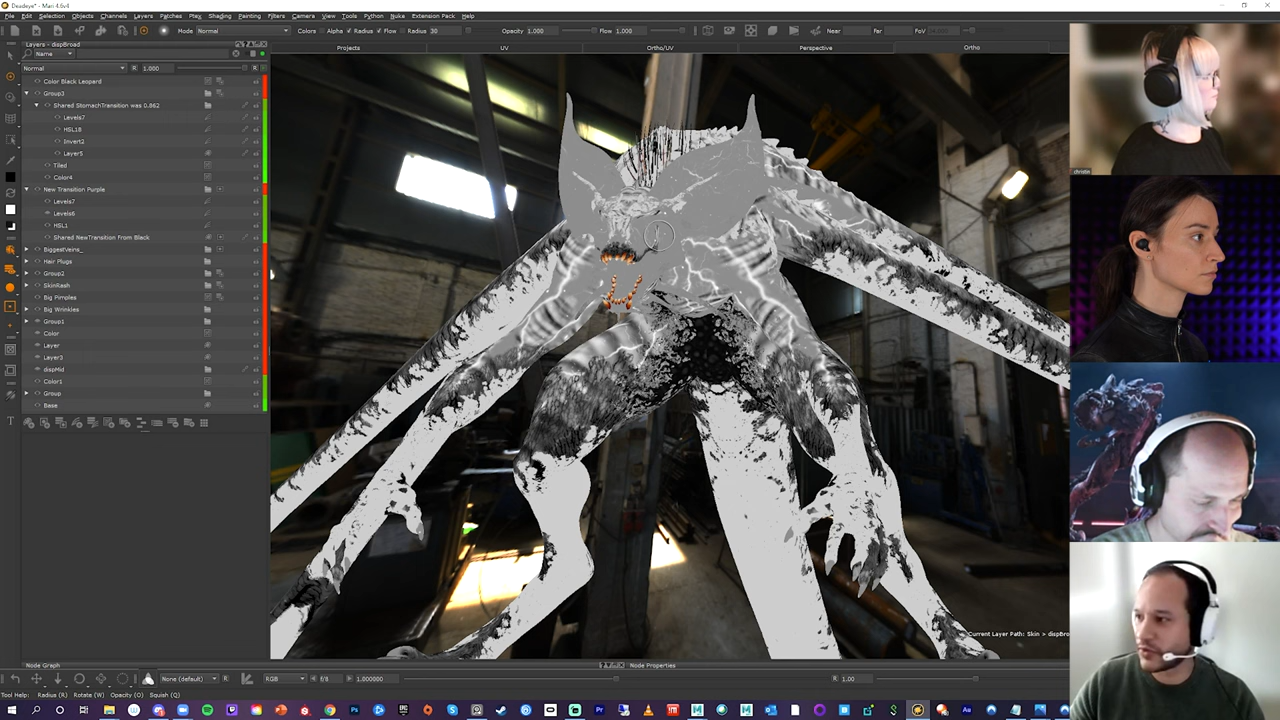 Deadeye* - Mari 4.6v4
File Edit Selection Objects Channels Layers Patches Ptex Shading Painting Filters Camera View Tools Python Nuka Extension Pack Help
Mode Normal Colors Alpha Radius Flow Radius 30 Opacity 1.000 Flow 1.000 Near Far FoV
Layers - dispBroad
Projects UV Ortho/UV Perspective Ortho
Name
Normal R 1.000
Color Black Leopard
Group3
Shared StomachTransition was 0.862
Levels7
HSL18
Invert2
Layer5
Tiled
Color4
New Transition Purple
Levels7
Levels6
HSL1
Shared NewTransition From Black
BiggestVeins_
Hair Plugs
Group2
SkinRash
Big Pimples
Big Wrinkles
Group1
Color
Layer
Layer3
dispMid
Color1
Group
Base
christie
Current Layer Path: Skin > dispBro
Node Graph Node Properties
None (default) R RGB f/8 1.000000 R 1.00
Tool Help: Radius (R) Rotate (W) Opacity (O) Squish (Q)